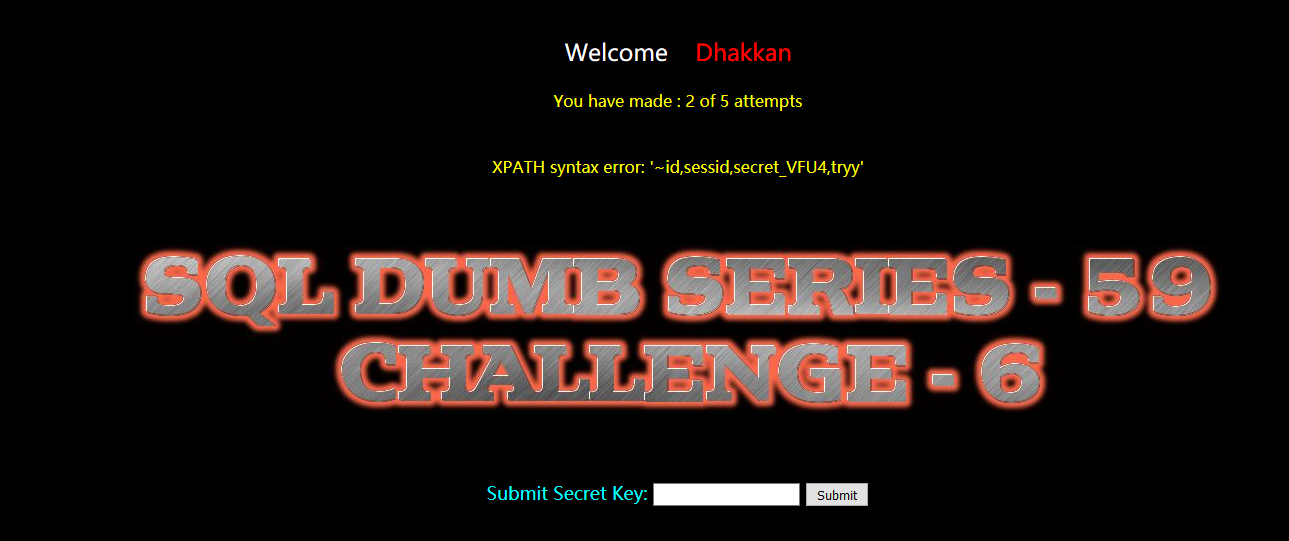 Welcome Dhakkan
You have made : 2 of 5 attempts
XPATH syntax error: '~id,sessid,secret_VFU4,tryy'
SQL DUMB SERIES - 59
CHALLENGE - 6
Submit Secret Key: Submit